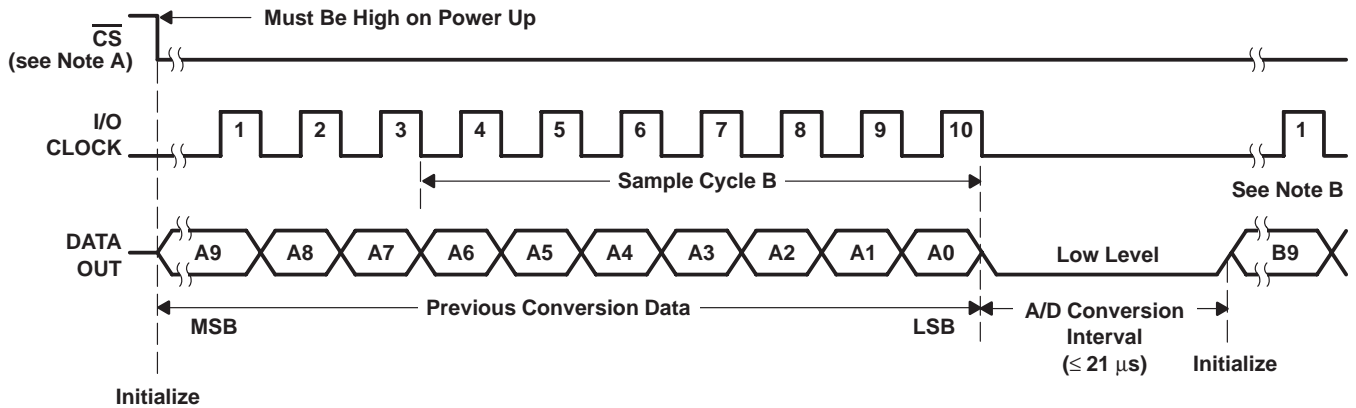 Must Be High on Power Up
CS
(see Note A)
I/O
CLOCK
1 2 3 4 5 6 7 8 9 10 1
Sample Cycle B
See Note B
DATA
OUT
A9 A8 A7 A6 A5 A4 A3 A2 A1 A0 Low Level B9
Previous Conversion Data
MSB LSB
A/D Conversion
Interval
(≤ 21 μs)
Initialize
Initialize